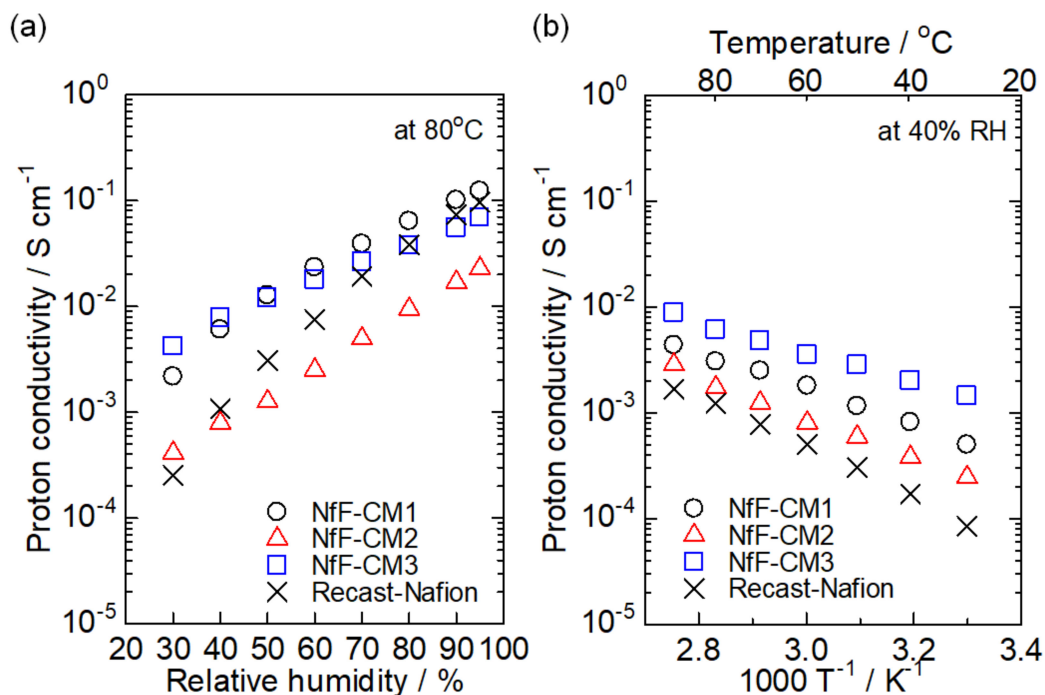 (a)
(b)
Temperature / °C
80 60 40 20
10⁰
10⁻¹
10⁻²
10⁻³
10⁻⁴
10⁻⁵
Proton conductivity / S cm⁻¹
at 80°C
NfF-CM1
NfF-CM2
NfF-CM3
Recast-Nafion
20 30 40 50 60 70 80 90 100
Relative humidity / %
10⁰
10⁻¹
10⁻²
10⁻³
10⁻⁴
10⁻⁵
Proton conductivity / S cm⁻¹
at 40% RH
NfF-CM1
NfF-CM2
NfF-CM3
Recast-Nafion
2.8 3.0 3.2 3.4
1000 T⁻¹ / K⁻¹